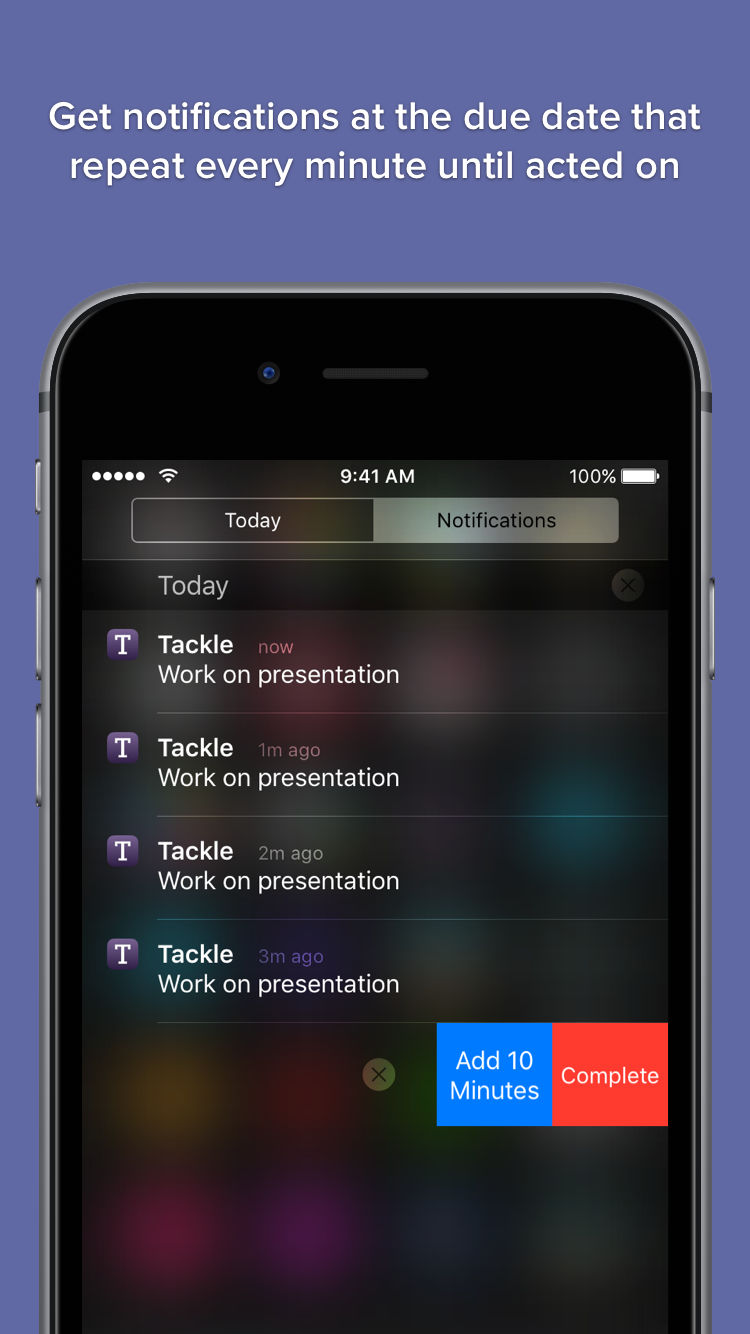 Get notifications at the due date that
repeat every minute until acted on
9:41 AM 100%
Today Notifications
Today
T Tackle now
Work on presentation
T Tackle 1m ago
Work on presentation
T Tackle 2m ago
Work on presentation
T Tackle 3m ago
Work on presentation
Add 10
Minutes
Complete